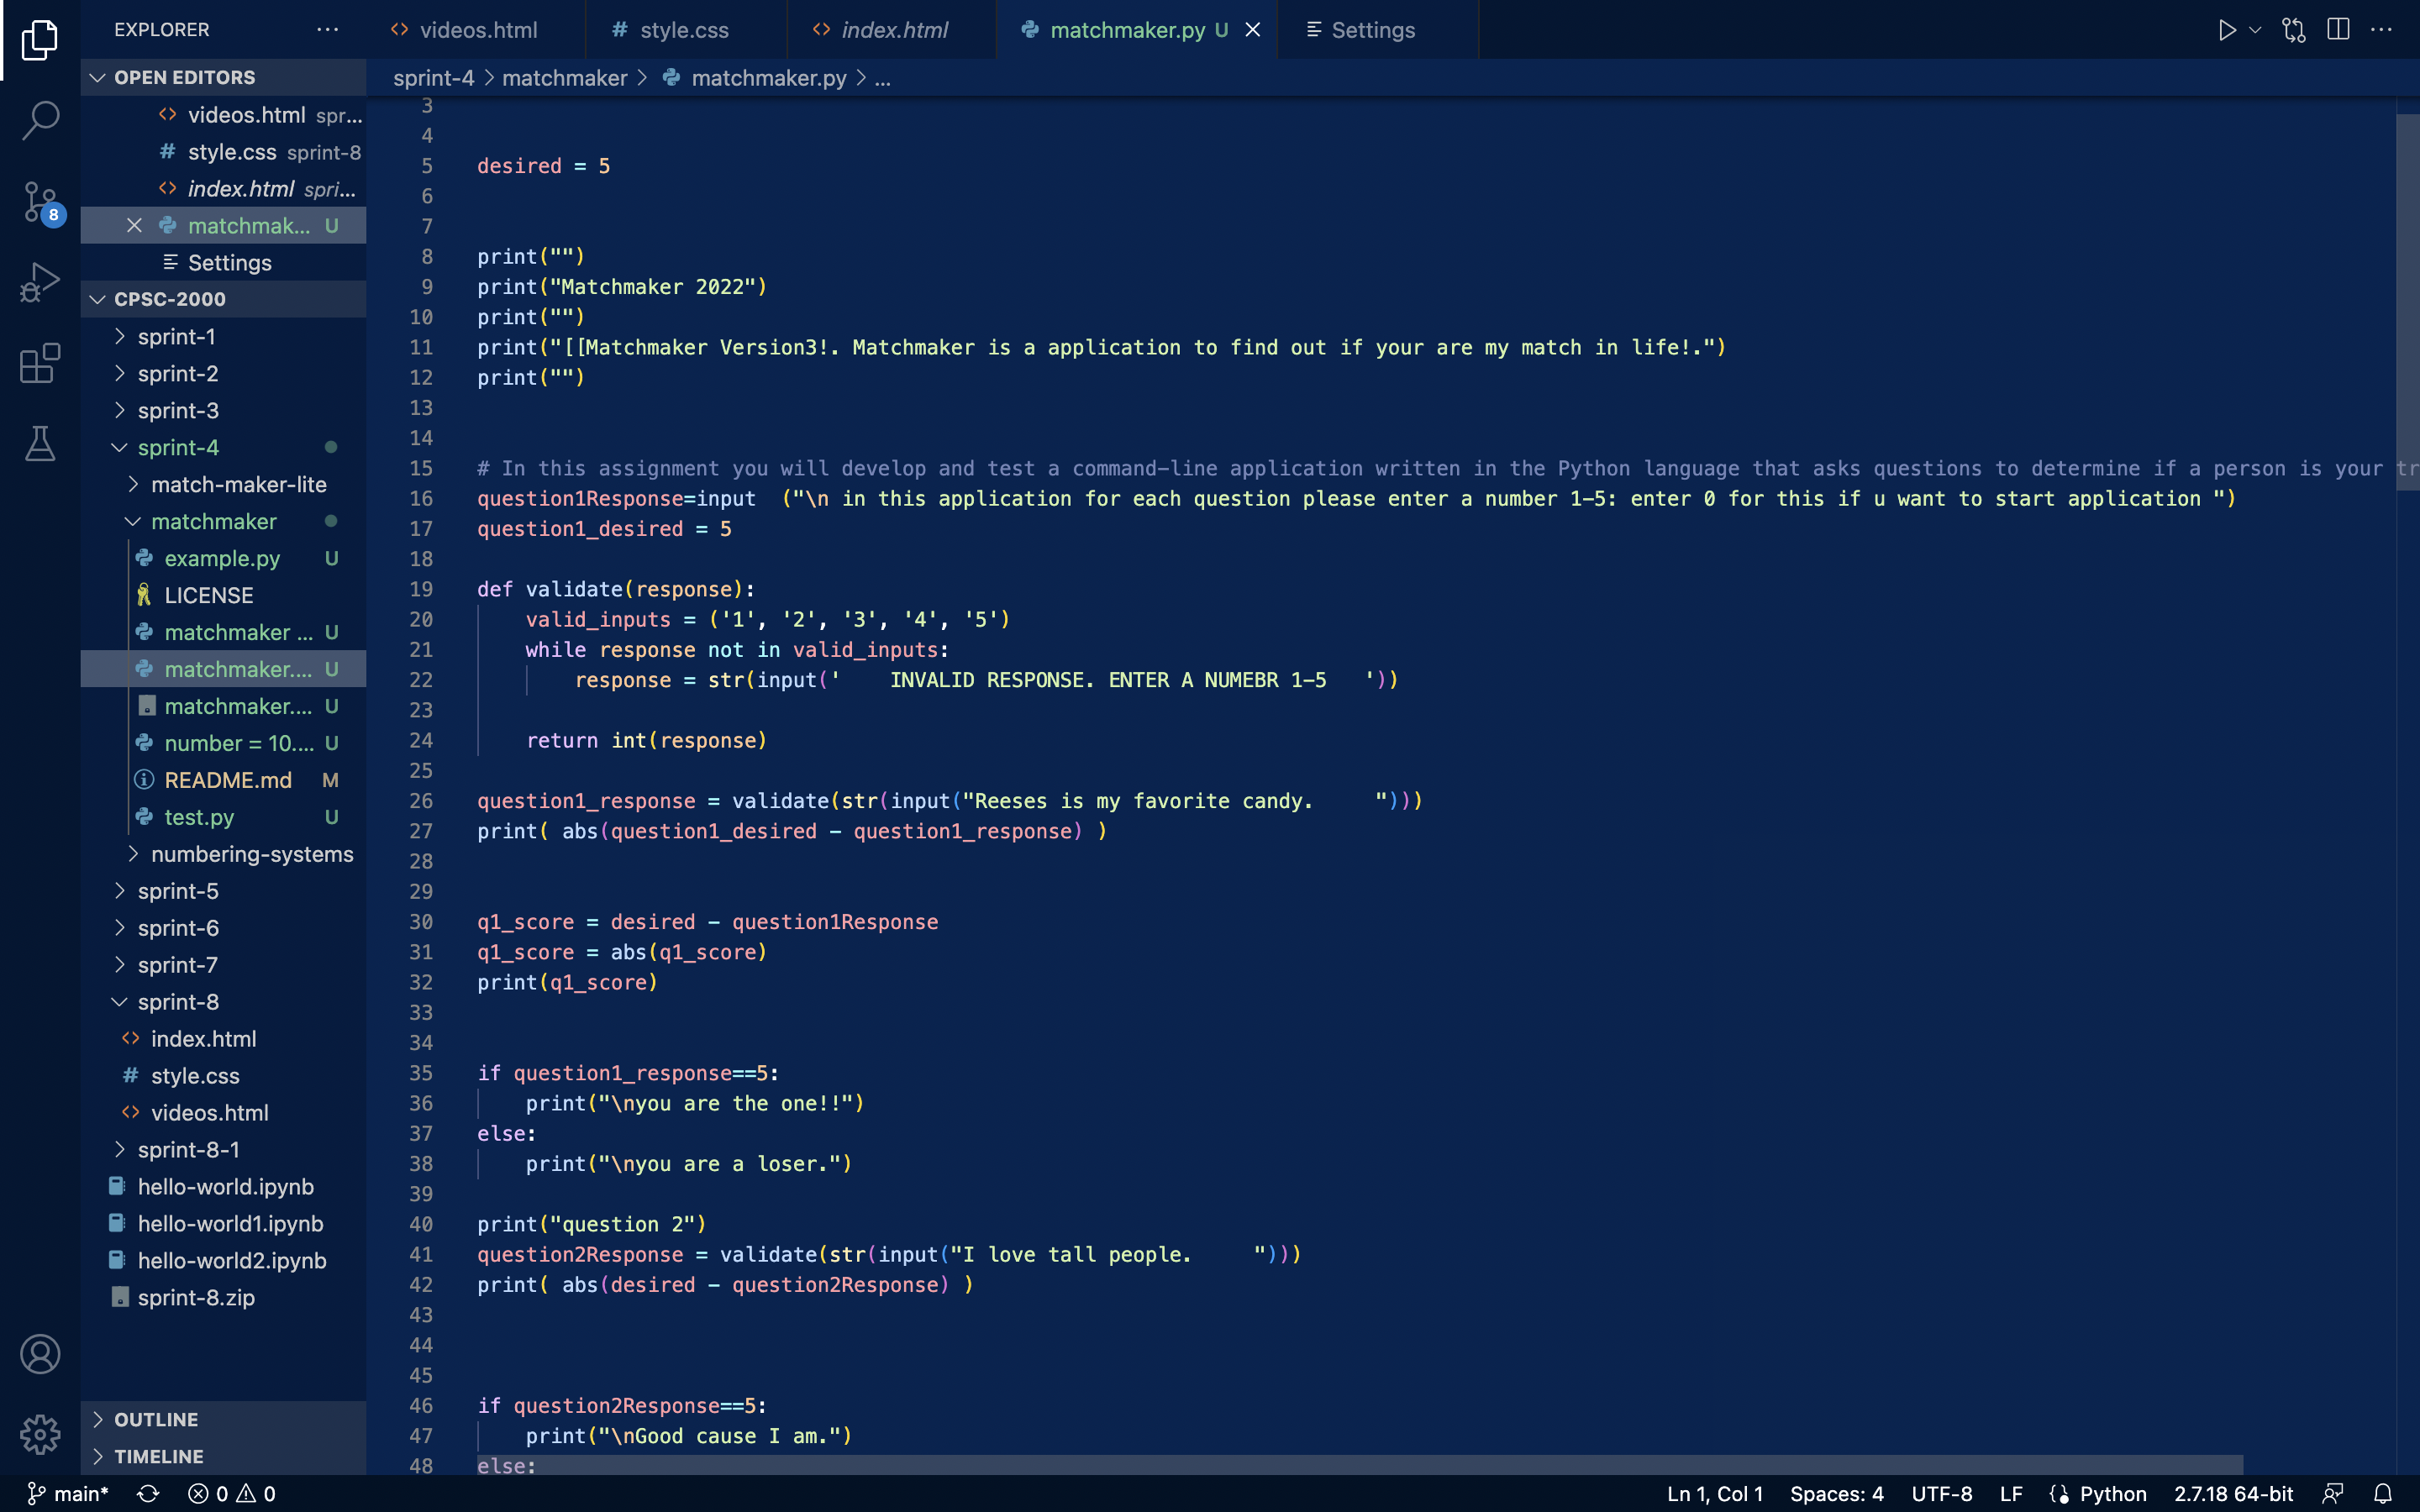 EXPLORER
videos.html
style.css
index.html
matchmaker.py U
Settings
OPEN EDITORS
videos.html spr...
style.css sprint-8
index.html spri...
matchmak... U
Settings
8
CPSC-2000
sprint-1
sprint-2
sprint-3
sprint-4
match-maker-lite
matchmaker
example.py U
LICENSE
matchmaker ... U
matchmaker.... U
matchmaker.... U
number = 10.... U
README.md M
test.py U
numbering-systems
sprint-5
sprint-6
sprint-7
sprint-8
index.html
style.css
videos.html
sprint-8-1
hello-world.ipynb
hello-world1.ipynb
hello-world2.ipynb
sprint-8.zip
OUTLINE
TIMELINE
sprint-4 > matchmaker > matchmaker.py > ...
3
4
5 desired = 5
6
7
8 print("")
9 print("Matchmaker 2022")
10 print("")
11 print("[[Matchmaker Version3!. Matchmaker is a application to find out if your are my match in life!.")
12 print("")
13
14
15 # In this assignment you will develop and test a command-line application written in the Python language that asks questions to determine if a person is your tr
16 question1Response=input  ("\n in this application for each question please enter a number 1-5: enter 0 for this if u want to start application ")
17 question1_desired = 5
18
19 def validate(response):
20     valid_inputs = ('1', '2', '3', '4', '5')
21     while response not in valid_inputs:
22         response = str(input('    INVALID RESPONSE. ENTER A NUMEBR 1-5   '))
23
24     return int(response)
25
26 question1_response = validate(str(input("Reeses is my favorite candy.     ")))
27 print( abs(question1_desired - question1_response) )
28
29
30 q1_score = desired - question1Response
31 q1_score = abs(q1_score)
32 print(q1_score)
33
34
35 if question1_response==5:
36     print("\nyou are the one!!")
37 else:
38     print("\nyou are a loser.")
39
40 print("question 2")
41 question2Response = validate(str(input("I love tall people.     ")))
42 print( abs(desired - question2Response) )
43
44
45
46 if question2Response==5:
47     print("\nGood cause I am.")
48 else:
main* 0 0 Ln 1, Col 1 Spaces: 4 UTF-8 LF Python 2.7.18 64-bit